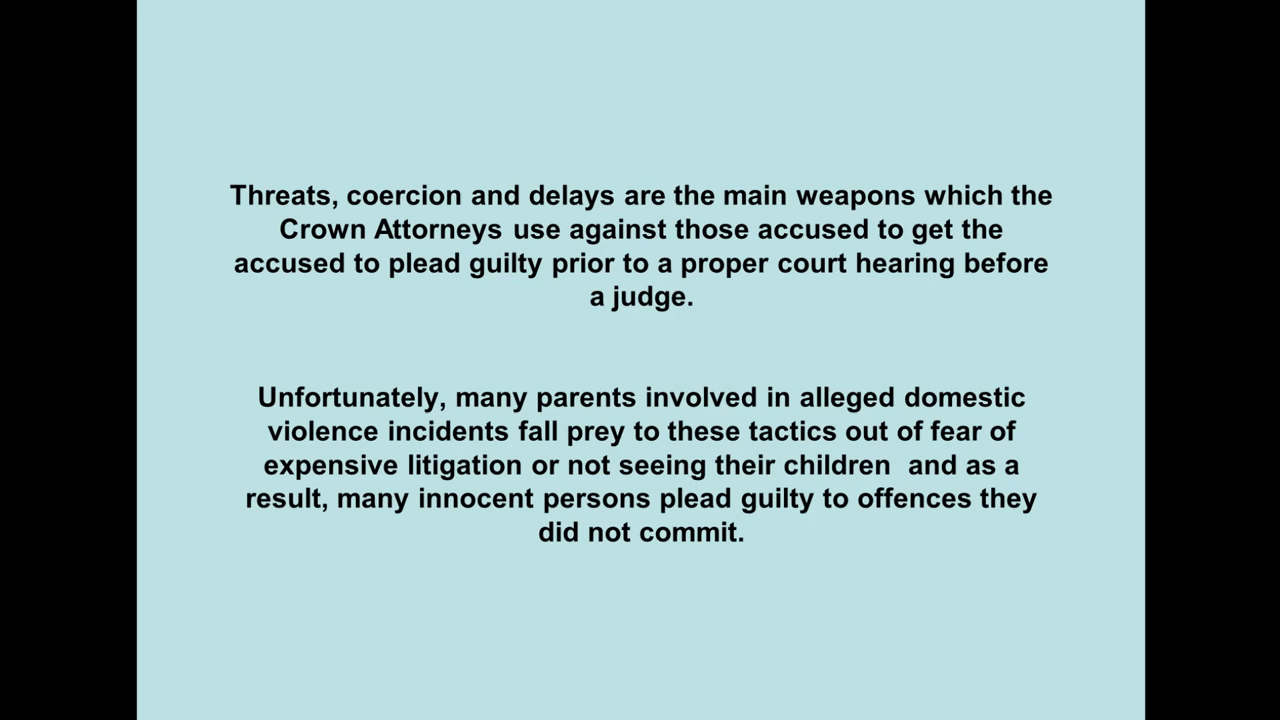 Threats, coercion and delays are the main weapons which the
Crown Attorneys use against those accused to get the
accused to plead guilty prior to a proper court hearing before
a judge.
Unfortunately, many parents involved in alleged domestic
violence incidents fall prey to these tactics out of fear of
expensive litigation or not seeing their children  and as a
result, many innocent persons plead guilty to offences they
did not commit.